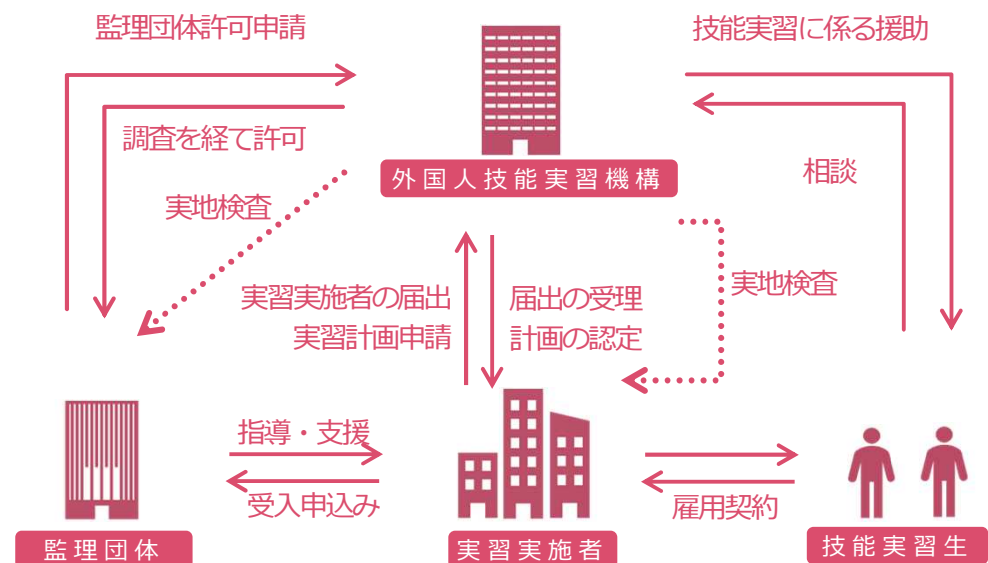 監理団体許可申請
技能実習に係る援助
調査を経て許可
外国人技能実習機構
相談
実地検査
実習実施者の届出
実習計画申請
届出の受理
計画の認定
実地検査
指導・支援
受入申込み
雇用契約
監理団体
実習実施者
技能実習生